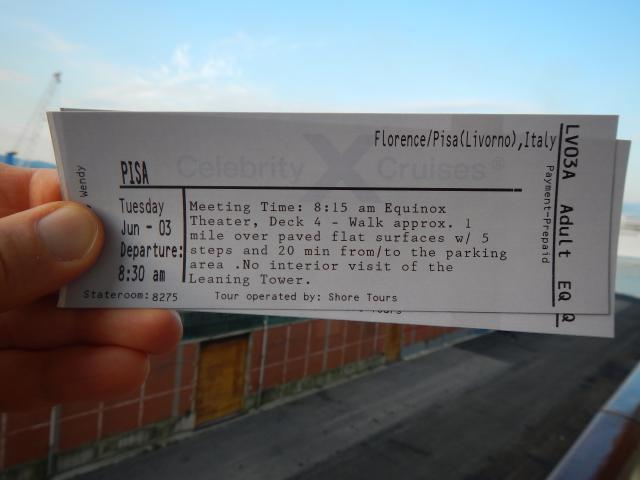 Florence/Pisa(Livorno),Italy
Celebrity X Cruises®
PISA
Tuesday
Jun - 03
Departure:
8:30 am
Meeting Time: 8:15 am Equinox
Theater, Deck 4 - Walk approx. 1
mile over paved flat surfaces w/ 5
steps and 20 min from/to the parking
area .No interior visit of the
Leaning Tower.
Stateroom:8275
Tour operated by: Shore Tours
, Wendy
LV03A Adult EQ
Payment-Prepaid
Tours
Q